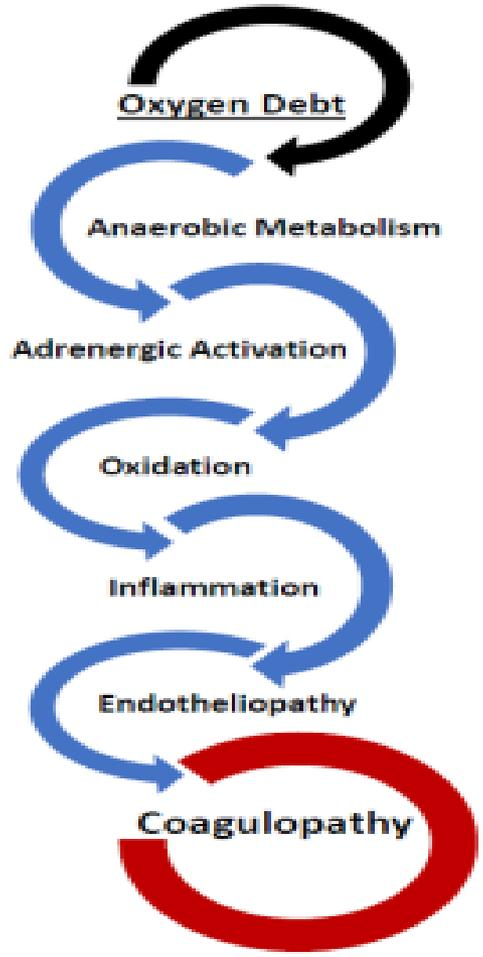 Oxygen Debt
Anaerobic Metabolism
Adrenergic Activation
Oxidation
Inflammation
Endotheliopathy
Coagulopathy